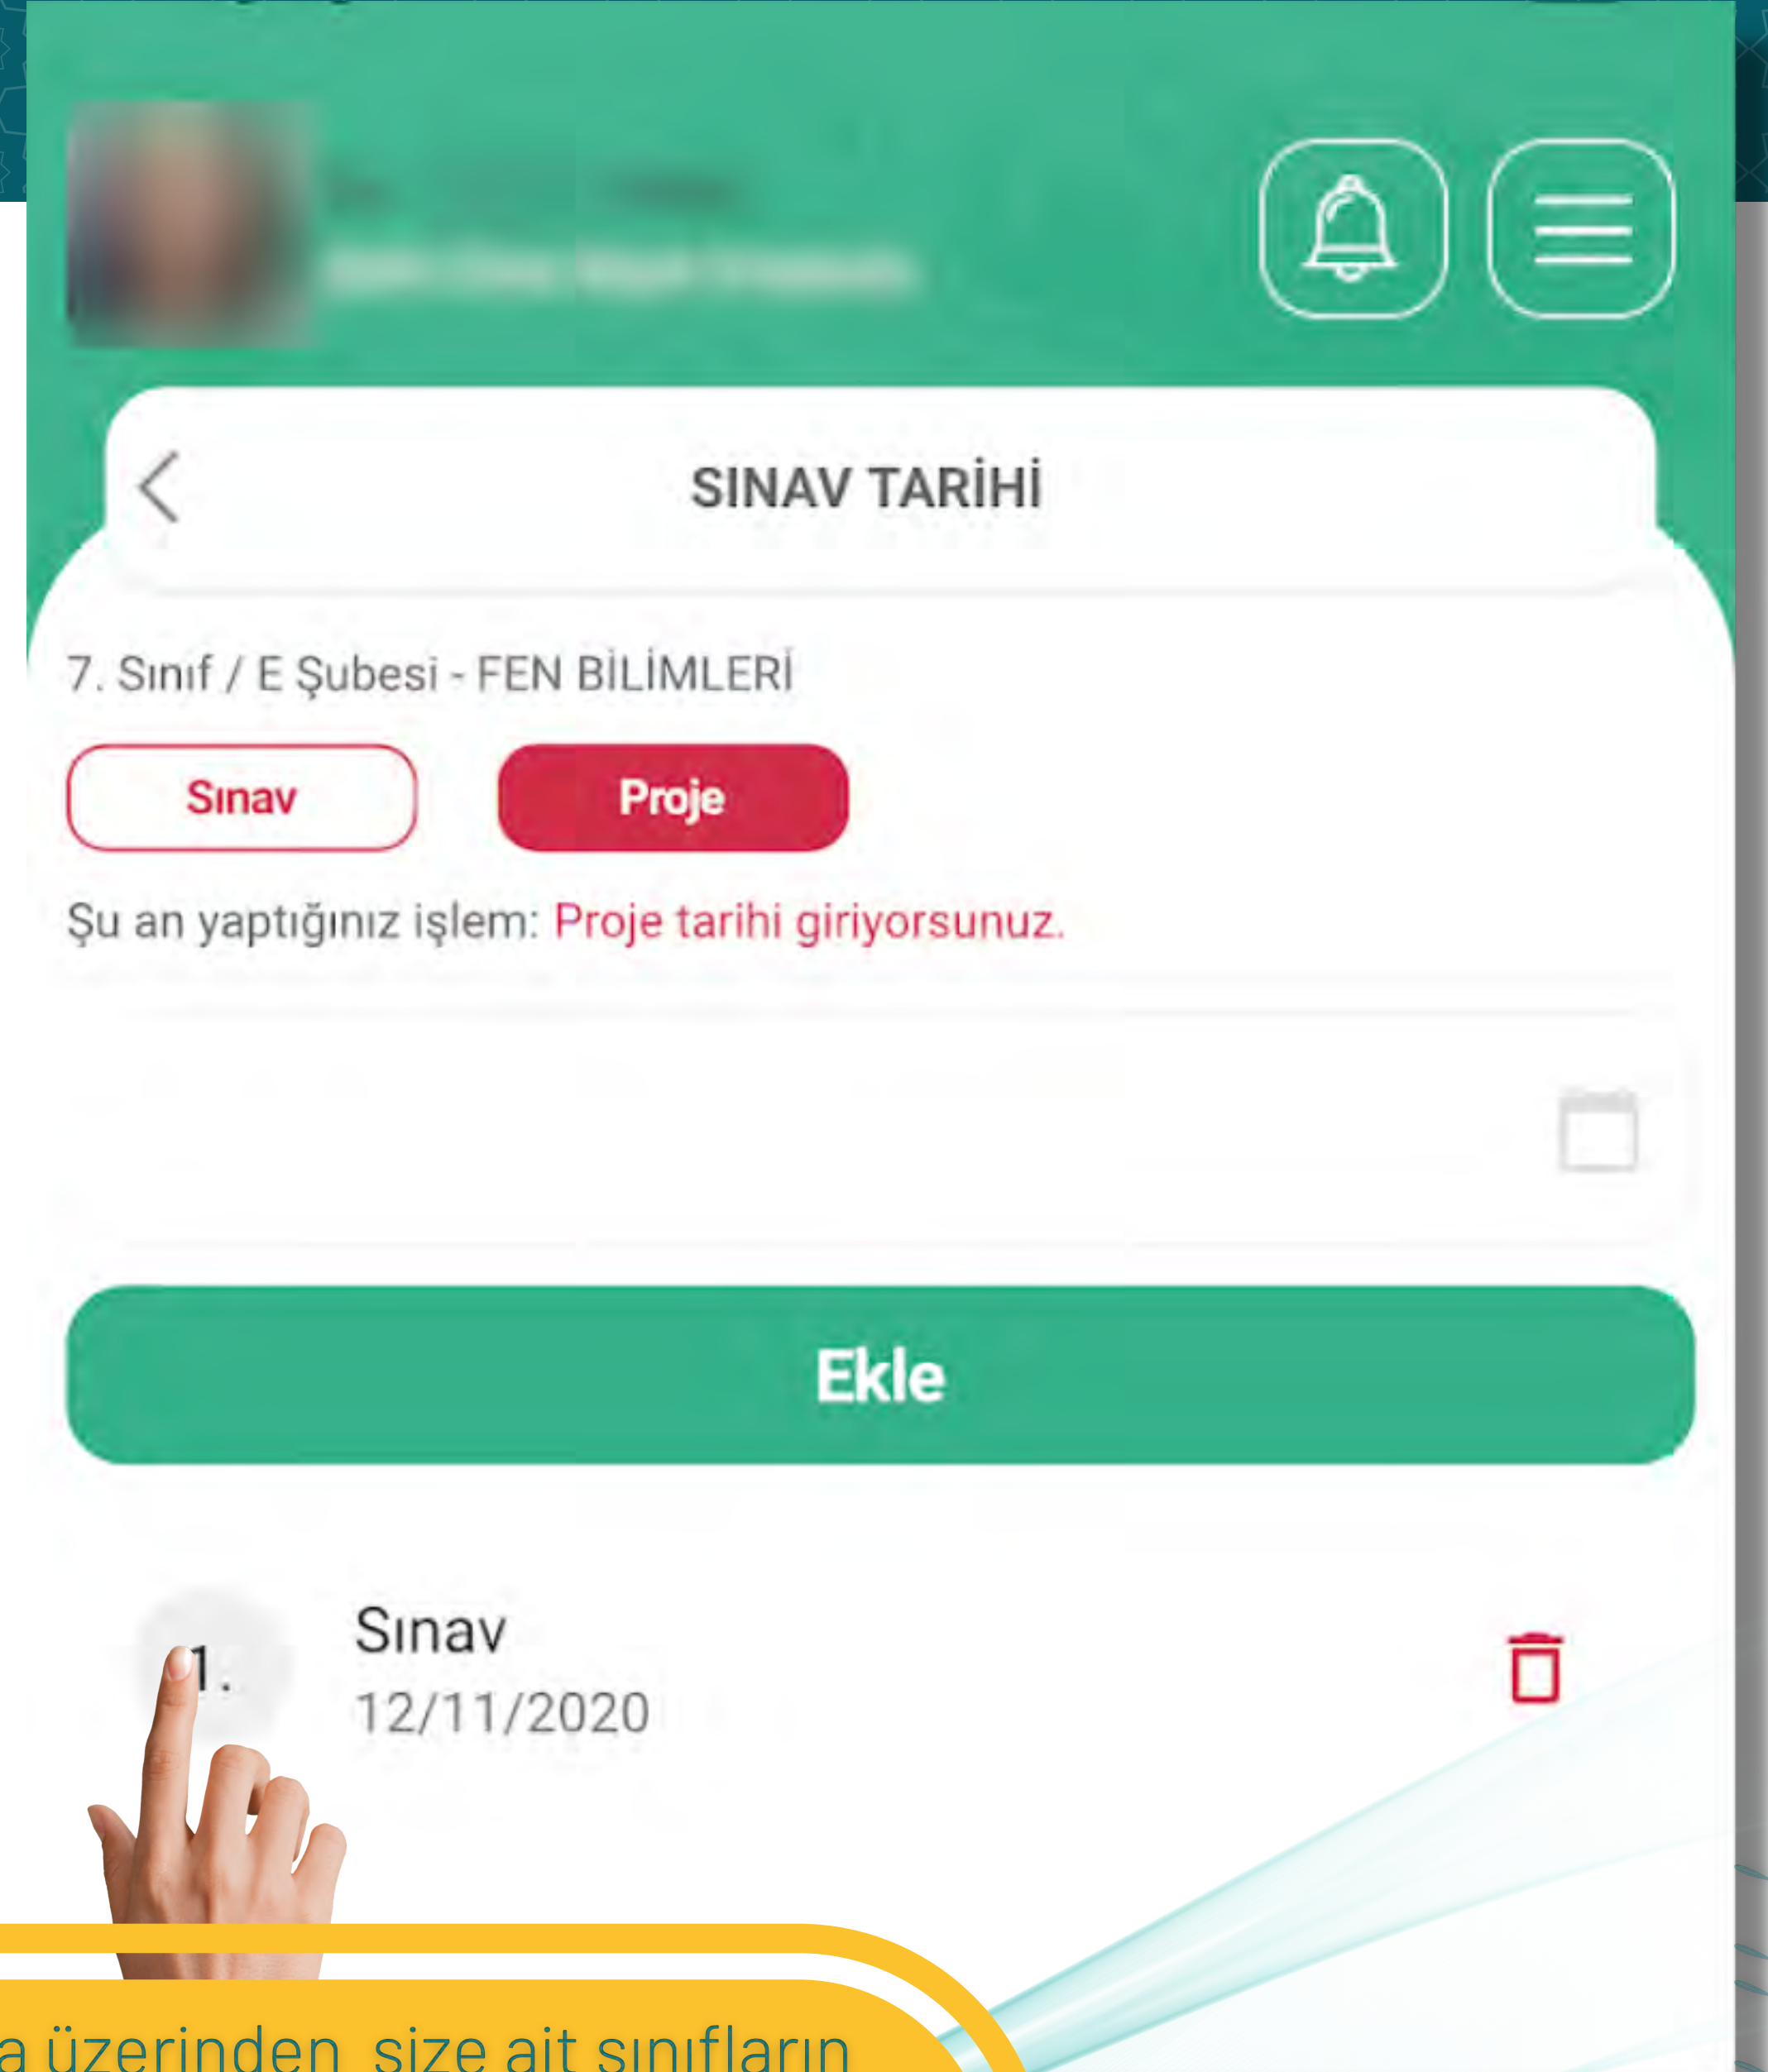 SINAV TARİHİ
7. Sınıf / E Şubesi - FEN BİLİMLERİ
Sınav
Proje
Şu an yaptığınız işlem: Proje tarihi giriyorsunuz.
Ekle
1.
Sınav
12/11/2020
üzerinden size ait sınıfların